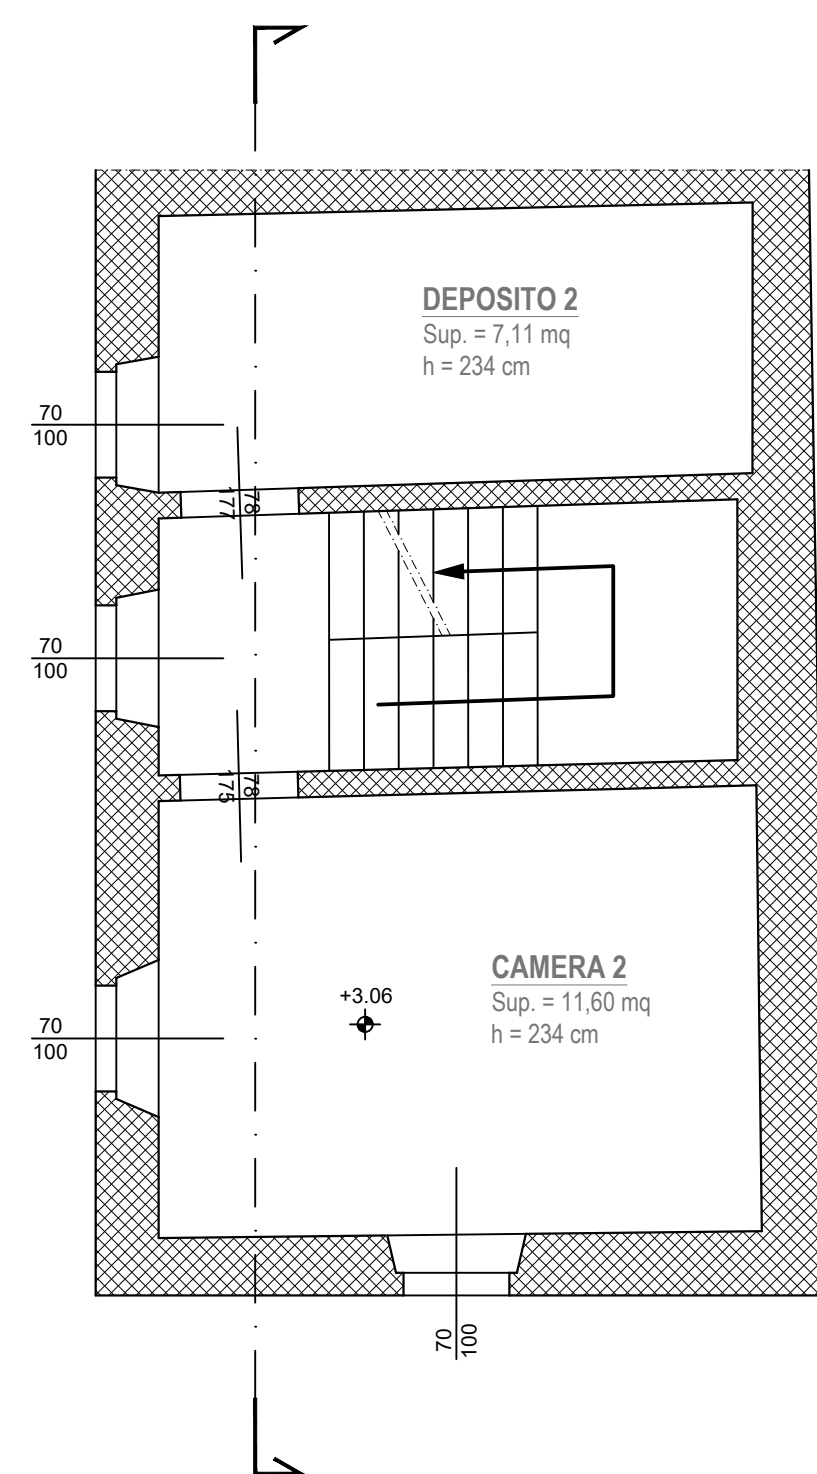 DEPOSITO 2
Sup. = 7,11 mq
h = 234 cm
70
100
78
177
70
100
78
175
CAMERA 2
Sup. = 11,60 mq
h = 234 cm
+3.06
70
100
70
100